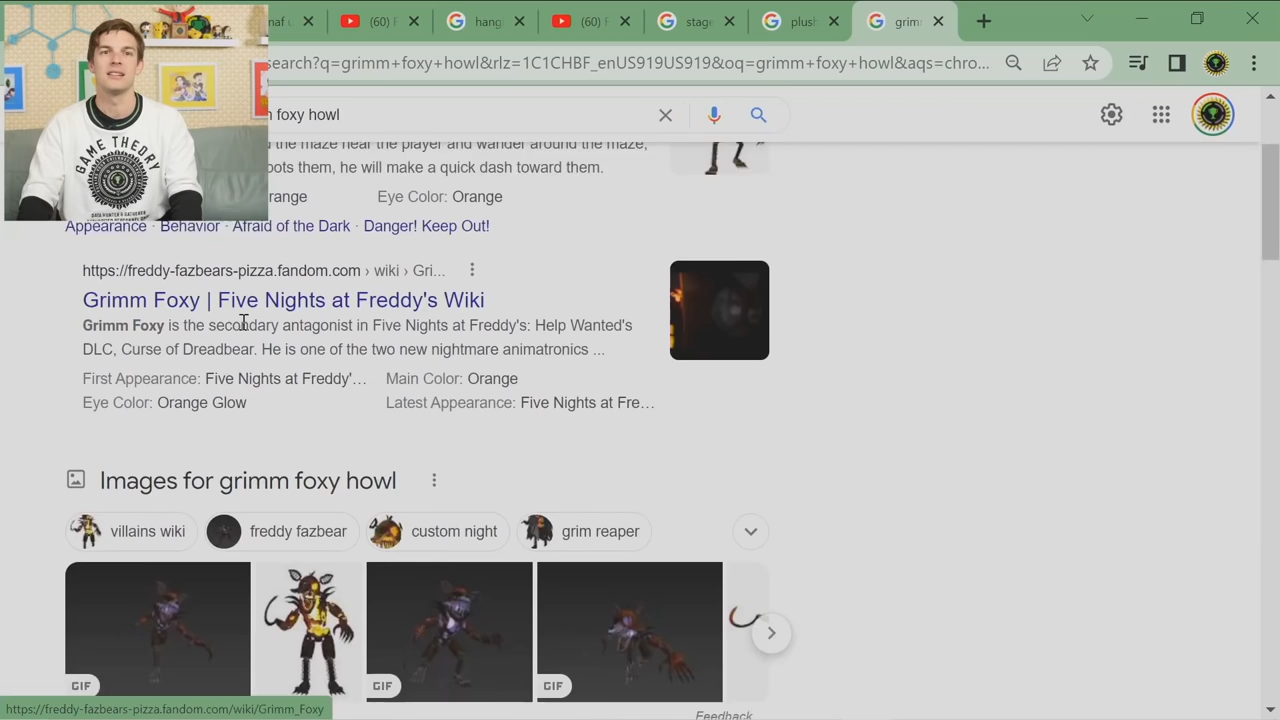 naf u
(60) F
hang
(60) F
stage
plus
grim
search?q=grimm+foxy+howl&rlz=1C1CHBF_enUS919US919&oq=grimm+foxy+howl&aqs=chro...
foxy howl
the maze near the player and wander around the maze,
them, he will make a quick dash toward them.
Eye Color: Orange
Appearance · Behavior · Afraid of the Dark · Danger! Keep Out!
https://freddy-fazbears-pizza.fandom.com › wiki › Gri...
Grimm Foxy | Five Nights at Freddy's Wiki
Grimm Foxy is the secondary antagonist in Five Nights at Freddy's: Help Wanted's
DLC, Curse of Dreadbear. He is one of the two new nightmare animatronics ...
First Appearance: Five Nights at Freddy'... Main Color: Orange
Eye Color: Orange Glow Latest Appearance: Five Nights at Fre...
Images for grimm foxy howl
villains wiki freddy fazbear custom night grim reaper
GIF GIF GIF
Feedback
https://freddy-fazbears-pizza.fandom.com/wiki/Grimm_Foxy
GAME THEORY